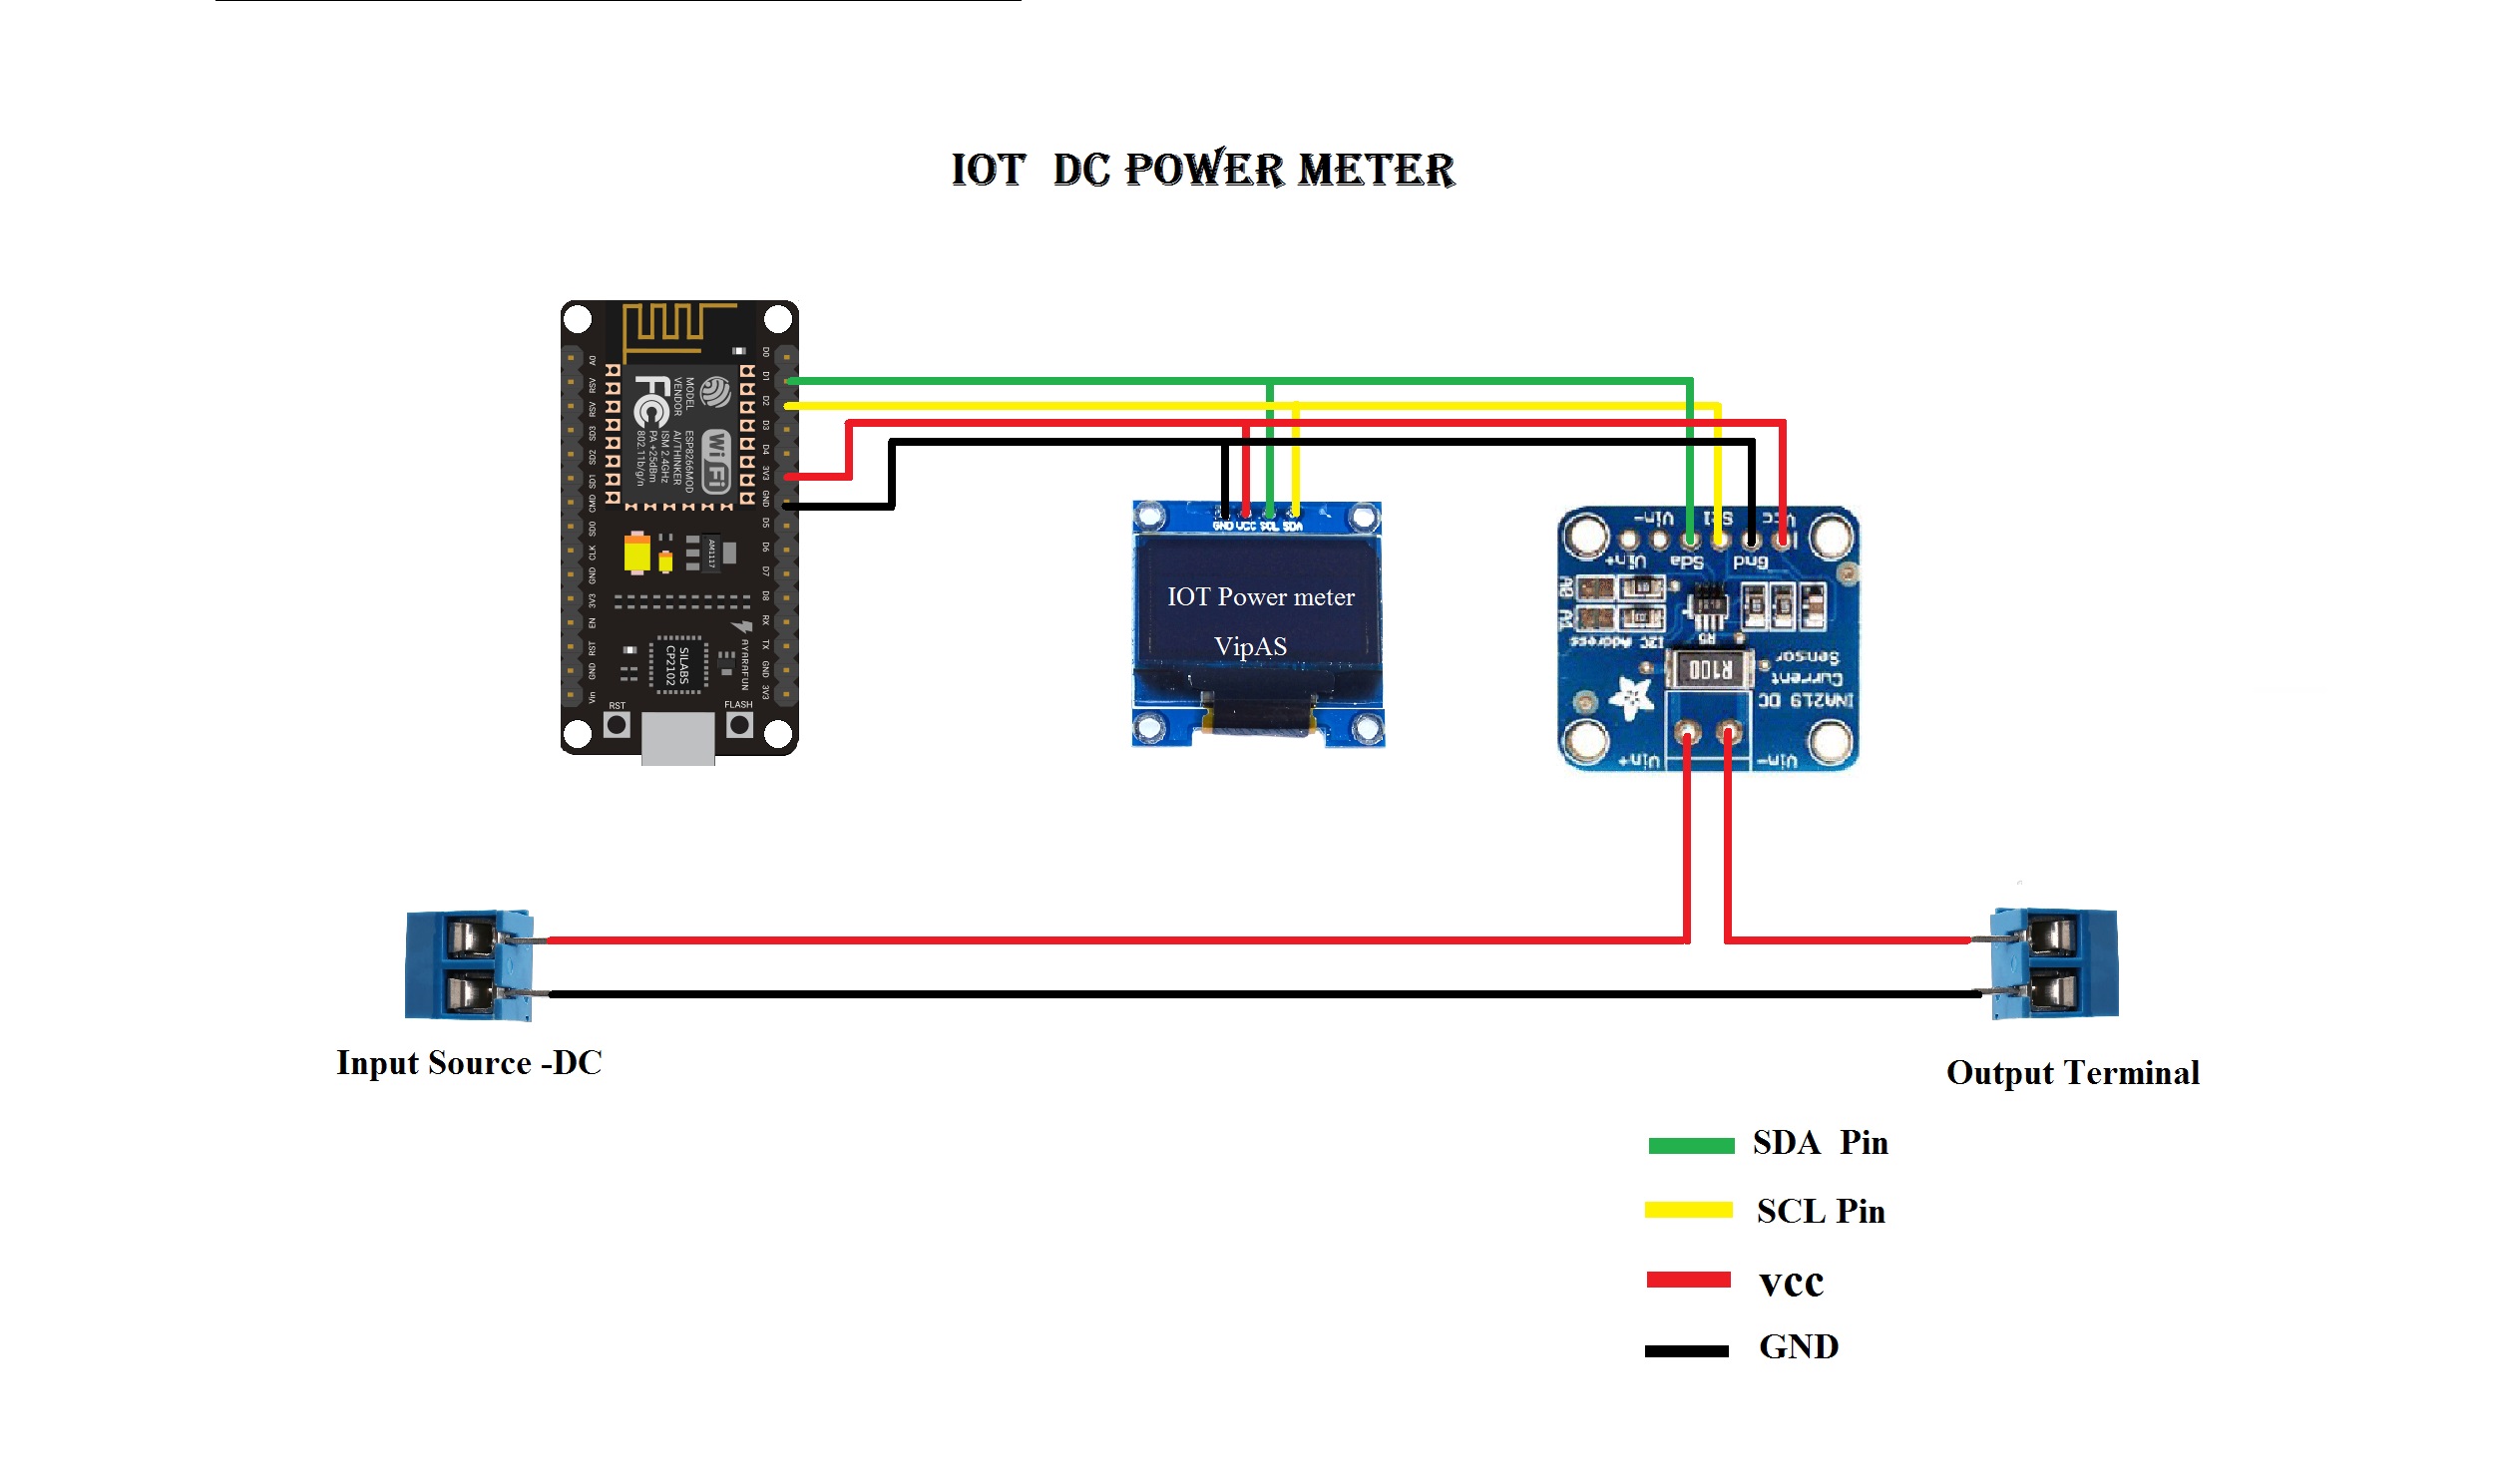 IOT DC POWER METER
A0
RSV
RSV
SD3
SD2
SD1
CMD
SD0
CLK
GND
3V3
EN
RST
GND
Vin
D0
D1
D2
D3
D4
3V3
GND
D5
D6
D7
D8
RX
TX
GND
3V3
FC
MODEL
VENDOR
ESP8266MOD
AI/THINKER
ISM 2.4GHz
PA +25dBm
802.11b/g/n
WiFi
AM1117
SILABS
CP2102
AYARAFUN
RST
FLASH
GND VCC SCL SDA
IOT Power meter
VipAS
Vin-
Vcc
Vin+
Sda
Gnd
A0
A1
I2C Address
R100
INA219 DC
Current
Sensor
Vin+
Vin-
Input Source -DC
Output Terminal
SDA Pin
SCL Pin
vcc
GND